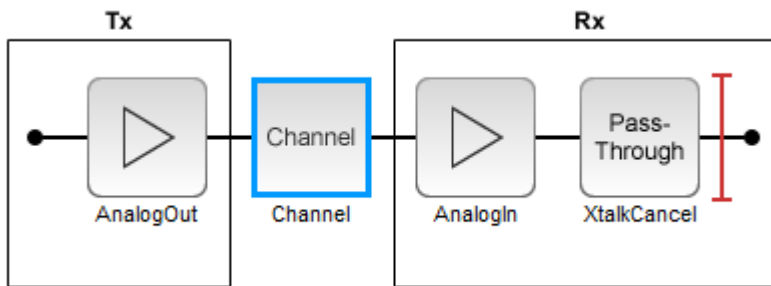 Tx
Rx
Channel
Pass-
Through
AnalogOut
Channel
AnalogIn
XtalkCancel